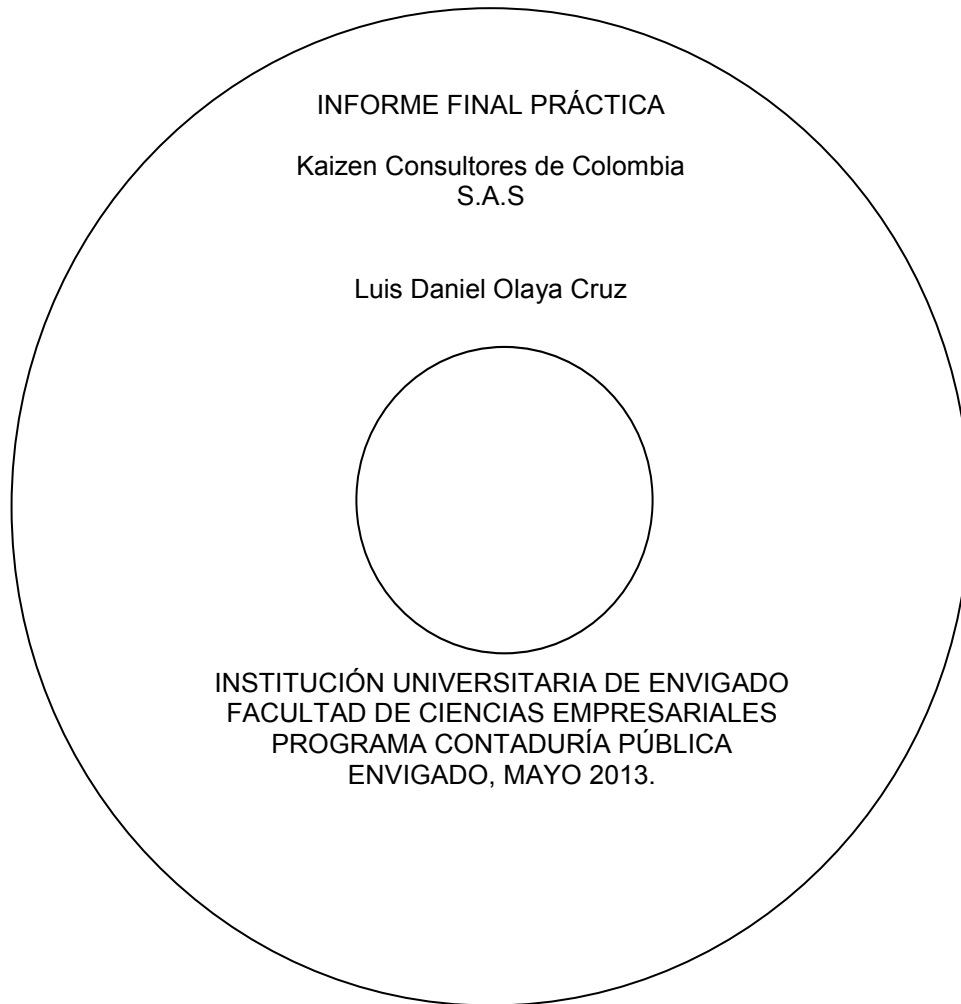 INFORME FINAL PRÁCTICA
Kaizen Consultores de Colombia
S.A.S
Luis Daniel Olaya Cruz
INSTITUCIÓN UNIVERSITARIA DE ENVIGADO
FACULTAD DE CIENCIAS EMPRESARIALES
PROGRAMA CONTADURÍA PÚBLICA
ENVIGADO, MAYO 2013.